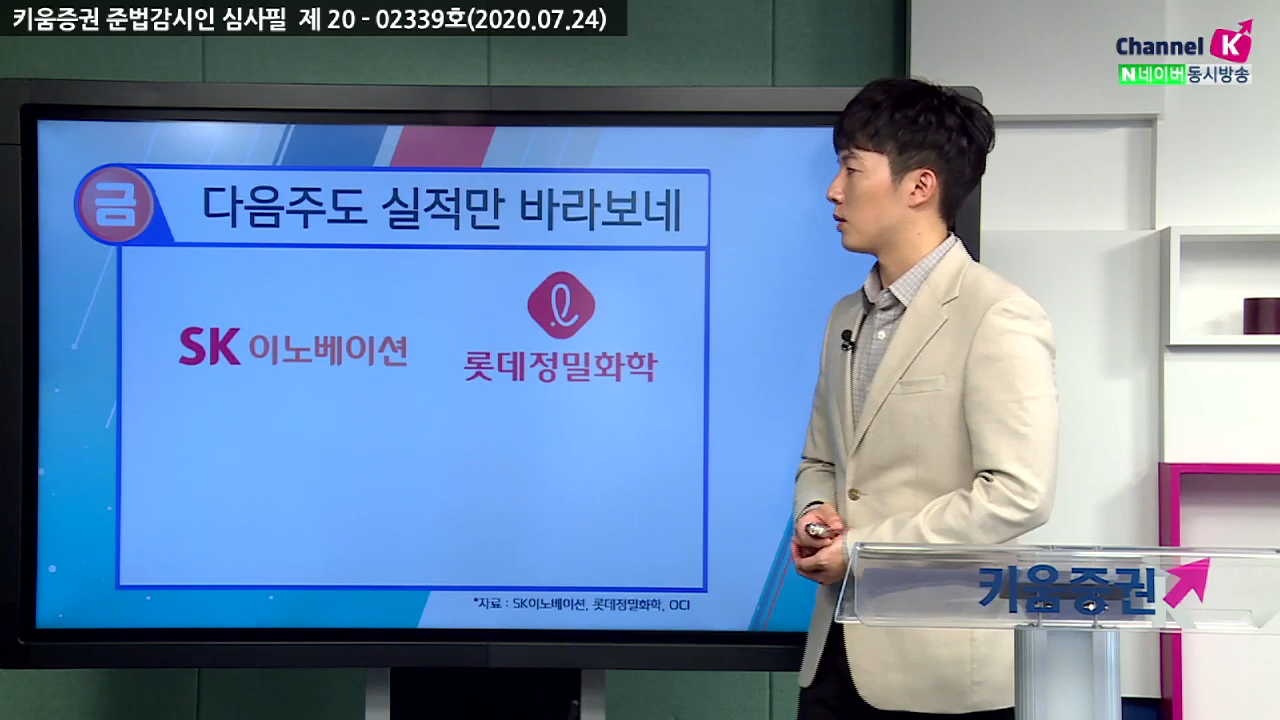 키움증권 준법감시인 심사필 제 20 - 02339호(2020.07.24)
Channel K
N 네이버 동시방송
금 다음주도 실적만 바라보네
SK 이노베이션
롯데정밀화학
*자료 : SK이노베이션, 롯데정밀화학, OCI
키움증권